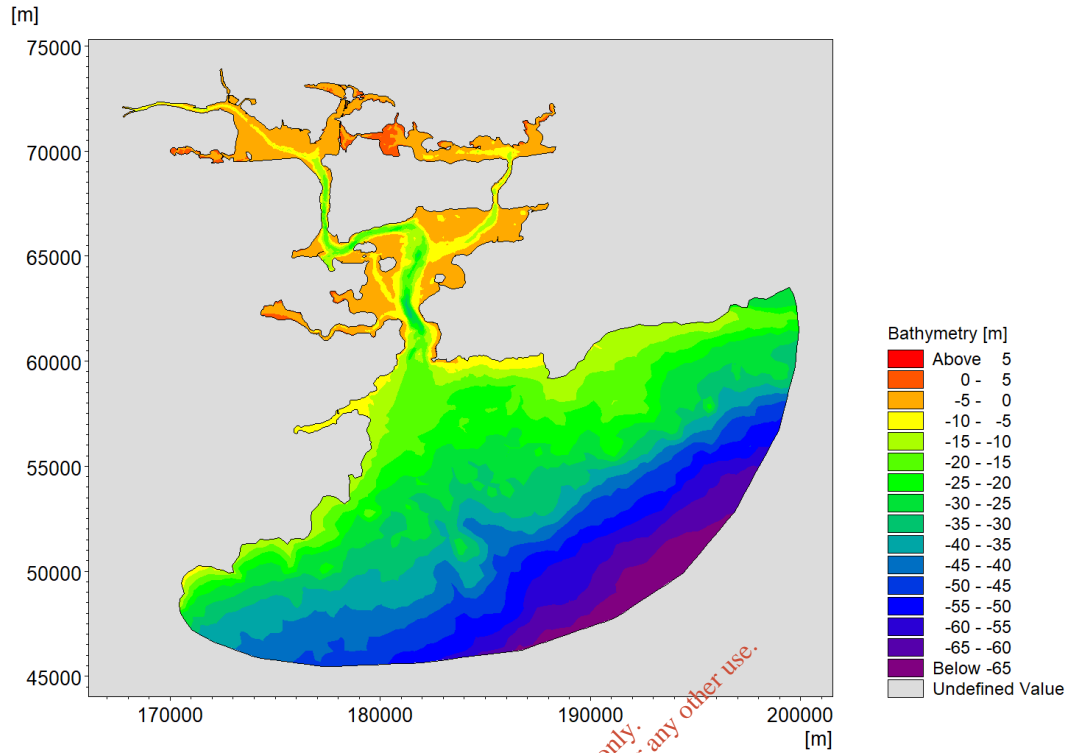 [m]
75000
70000
65000
60000
55000
50000
45000
170000
180000
190000
200000
[m]
Bathymetry [m]
Above 5
0 - 5
-5 - 0
-10 - -5
-15 - -10
-20 - -15
-25 - -20
-30 - -25
-35 - -30
-40 - -35
-45 - -40
-50 - -45
-55 - -50
-60 - -55
-65 - -60
Below -65
Undefined Value
only.
any other use.